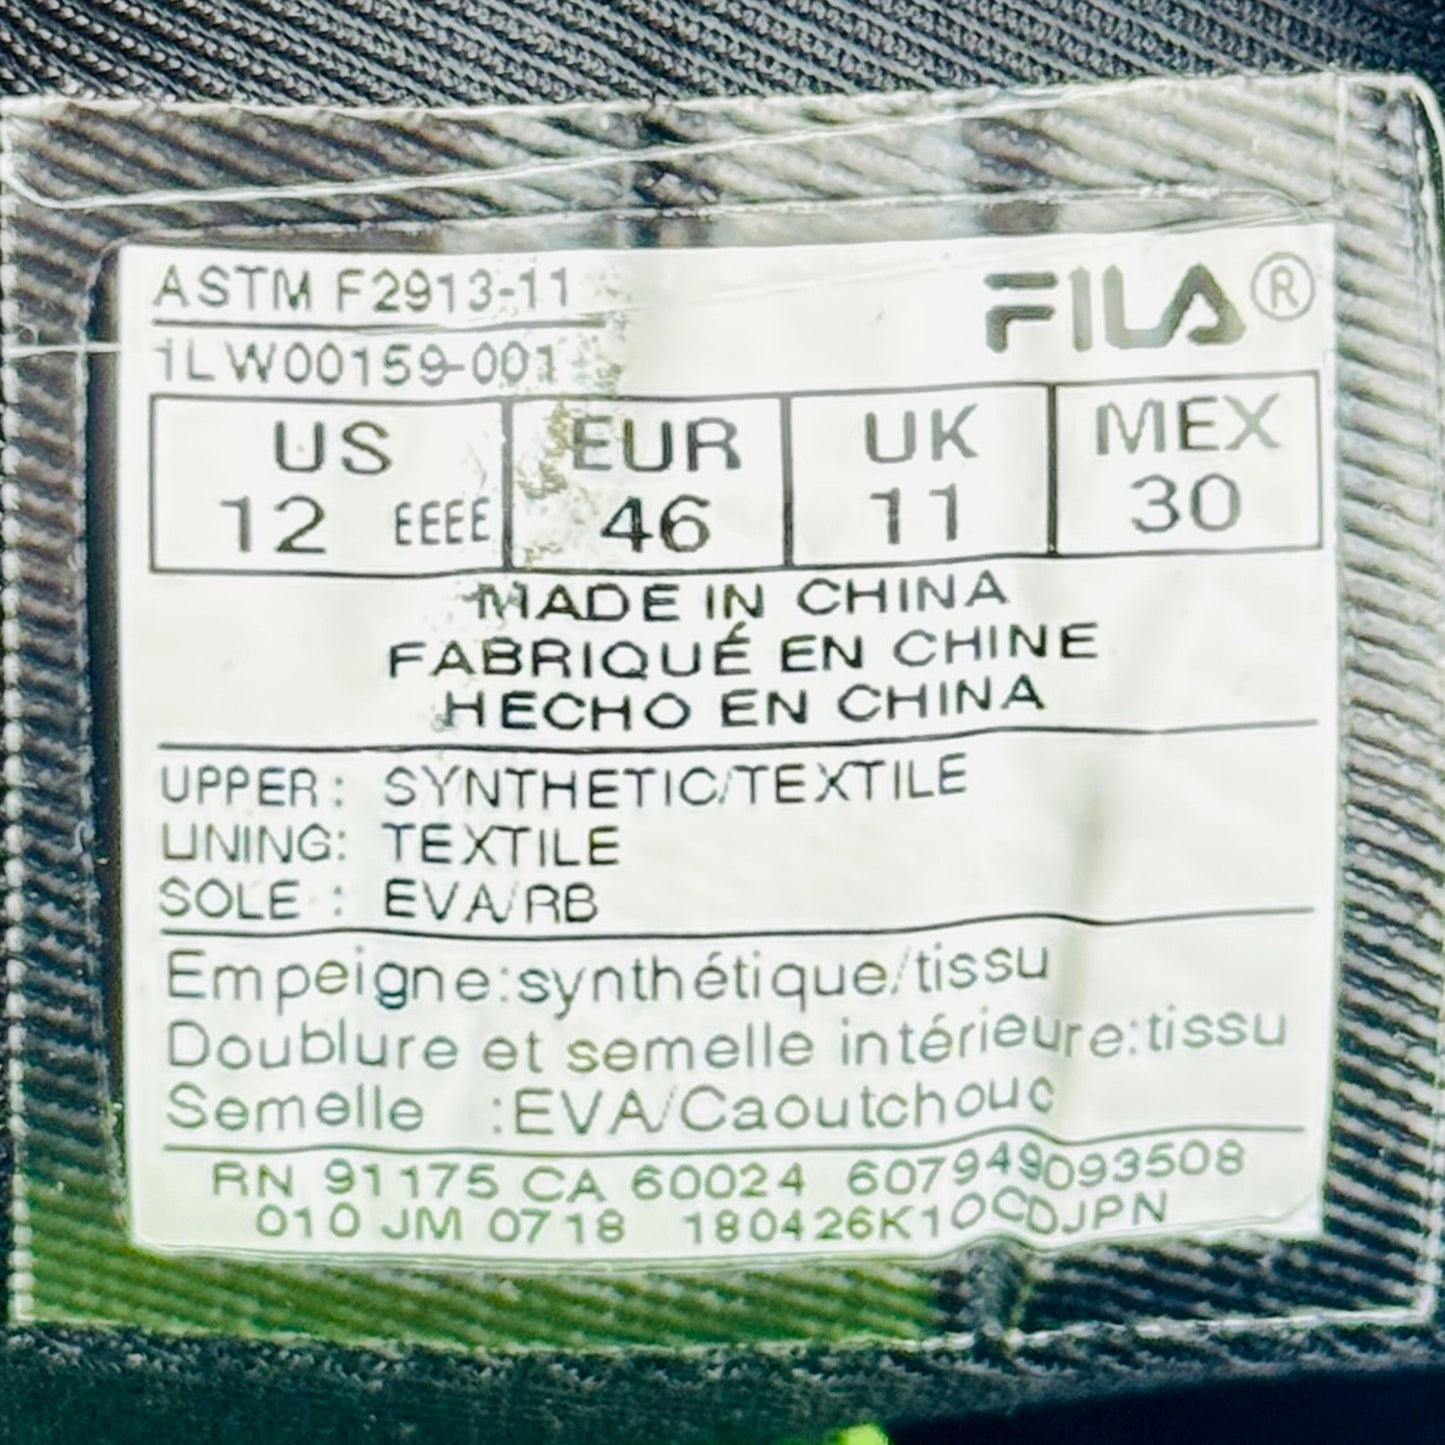 ASTM F2913-11
FILA®
1LW00159-001
US EUR UK MEX
12 EEEE 46 11 30
MADE IN CHINA
FABRIQUÉ EN CHINE
HECHO EN CHINA
UPPER: SYNTHETIC/TEXTILE
LINING: TEXTILE
SOLE : EVA/RB
Empeigne:synthétique/tissu
Doublure et semelle intérieure:tissu
Semelle :EVA/Caoutchouc
RN 91175 CA 60024 607949093508
010 JM 0718 180426K10CDJPN